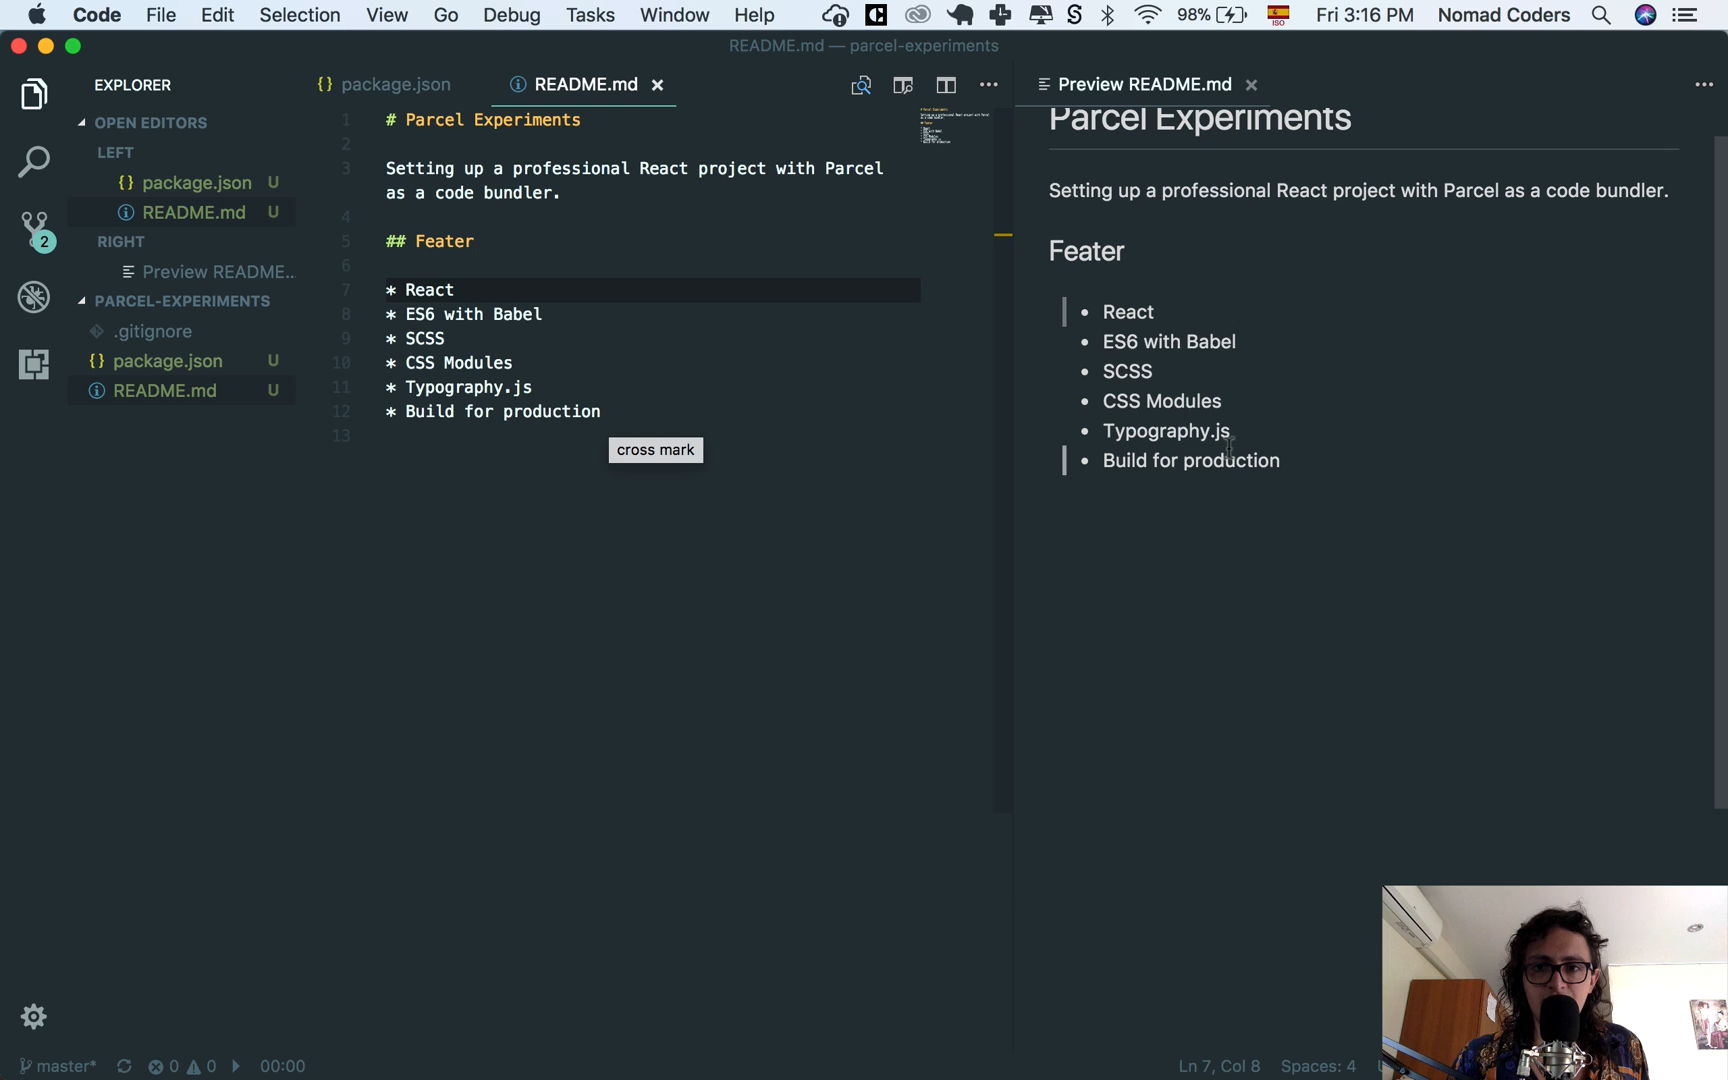 Code File Edit Selection View Go Debug Tasks Window Help 98% ISO Fri 3:16 PM Nomad Coders
README.md — parcel-experiments
EXPLORER
OPEN EDITORS
LEFT
{} package.json U
README.md U
RIGHT
Preview README...
PARCEL-EXPERIMENTS
.gitignore
{} package.json U
README.md U
2
{} package.json README.md
1 # Parcel Experiments
2
3 Setting up a professional React project with Parcel
as a code bundler.
4
5 ## Feater
6
7 * React
8 * ES6 with Babel
9 * SCSS
10 * CSS Modules
11 * Typography.js
12 * Build for production
13
cross mark
Preview README.md
Parcel Experiments
Setting up a professional React project with Parcel as a code bundler.
Feater
• React
• ES6 with Babel
• SCSS
• CSS Modules
• Typography.js
• Build for production
master* 0 0 00:00 Ln 7, Col 8 Spaces: 4